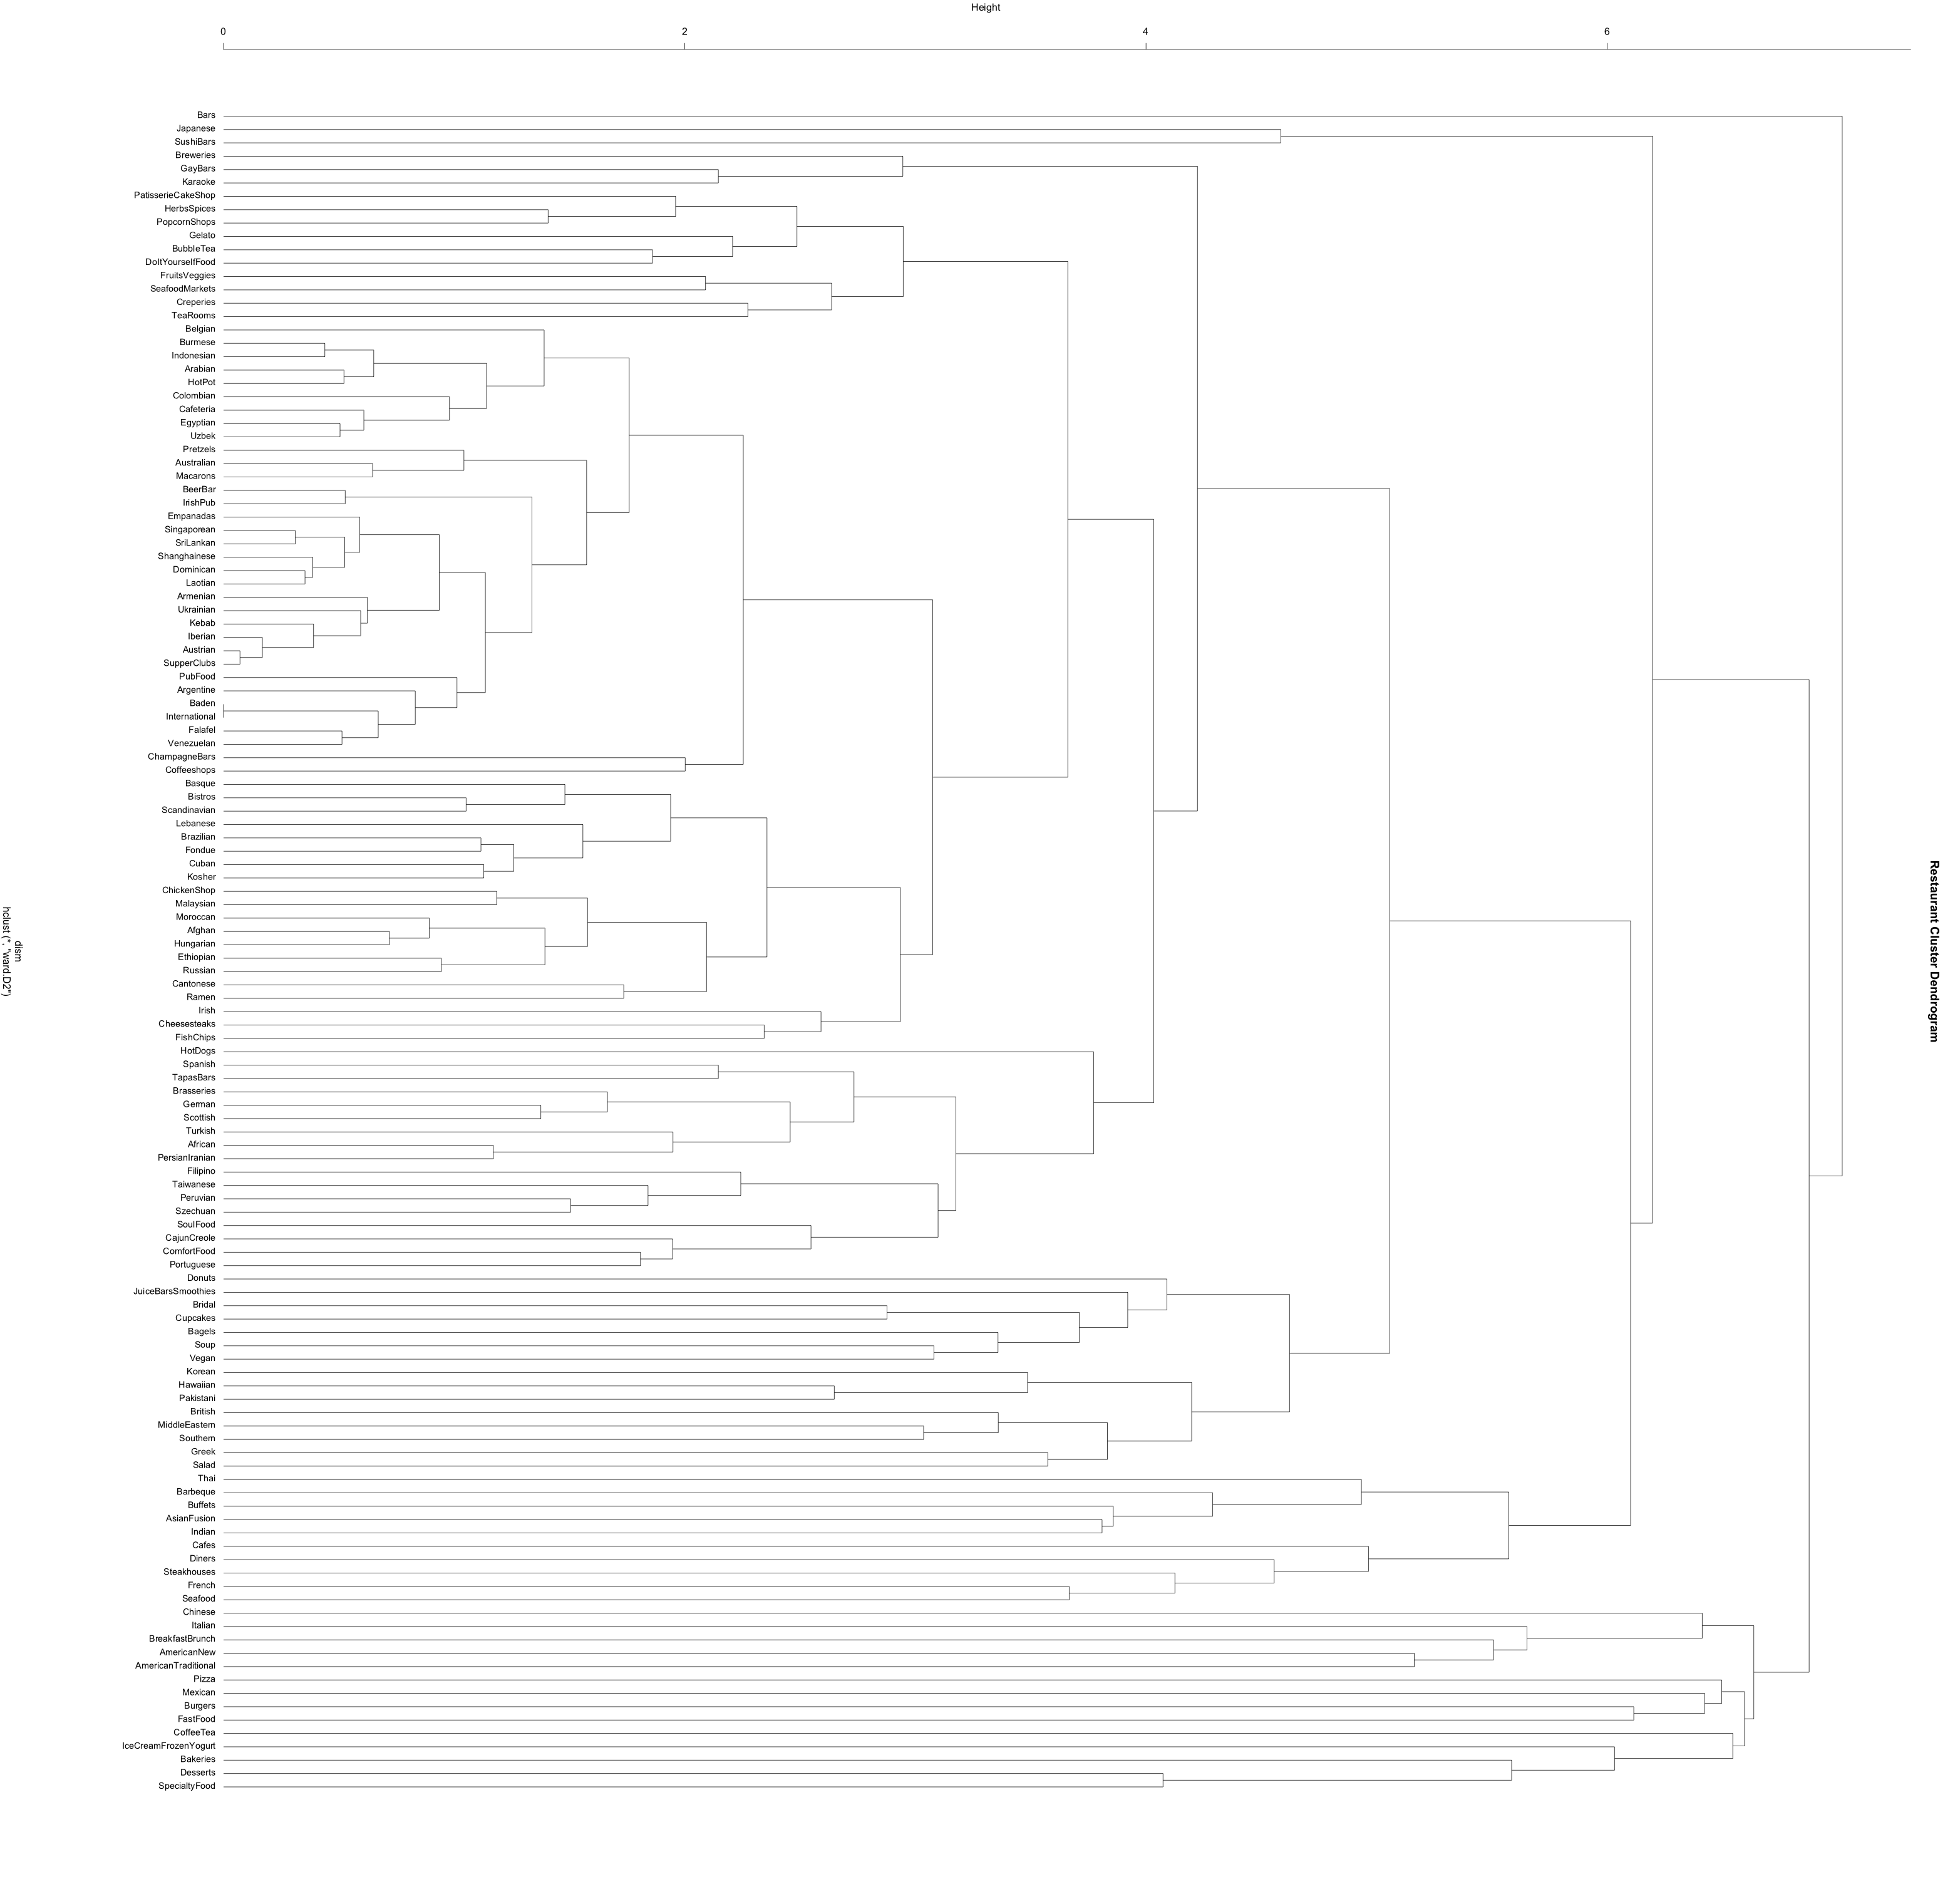 Height
0 2 4 6
Bars
Japanese
SushiBars
Breweries
GayBars
Karaoke
PatisserieCakeShop
HerbsSpices
PopcornShops
Gelato
BubbleTea
DoItYourselfFood
FruitsVeggies
SeafoodMarkets
Creperies
TeaRooms
Belgian
Burmese
Indonesian
Arabian
HotPot
Colombian
Cafeteria
Egyptian
Uzbek
Pretzels
Australian
Macarons
BeerBar
IrishPub
Empanadas
Singaporean
SriLankan
Shanghainese
Dominican
Laotian
Armenian
Ukrainian
Kebab
Iberian
Austrian
SupperClubs
PubFood
Argentine
Baden
International
Falafel
Venezuelan
ChampagneBars
Coffeeshops
Basque
Bistros
Scandinavian
Lebanese
Brazilian
Fondue
Cuban
Kosher
ChickenShop
Malaysian
Moroccan
Afghan
Hungarian
Ethiopian
Russian
Cantonese
Ramen
Irish
Cheesesteaks
FishChips
HotDogs
Spanish
TapasBars
Brasseries
German
Scottish
Turkish
African
PersianIranian
Filipino
Taiwanese
Peruvian
Szechuan
SoulFood
CajunCreole
ComfortFood
Portuguese
Donuts
JuiceBarsSmoothies
Bridal
Cupcakes
Bagels
Soup
Vegan
Korean
Hawaiian
Pakistani
British
MiddleEastern
Southern
Greek
Salad
Thai
Barbeque
Buffets
AsianFusion
Indian
Cafes
Diners
Steakhouses
French
Seafood
Chinese
Italian
BreakfastBrunch
AmericanNew
AmericanTraditional
Pizza
Mexican
Burgers
FastFood
CoffeeTea
IceCreamFrozenYogurt
Bakeries
Desserts
SpecialtyFood
Restaurant Cluster Dendrogram
dism
hclust (*, "ward.D2")